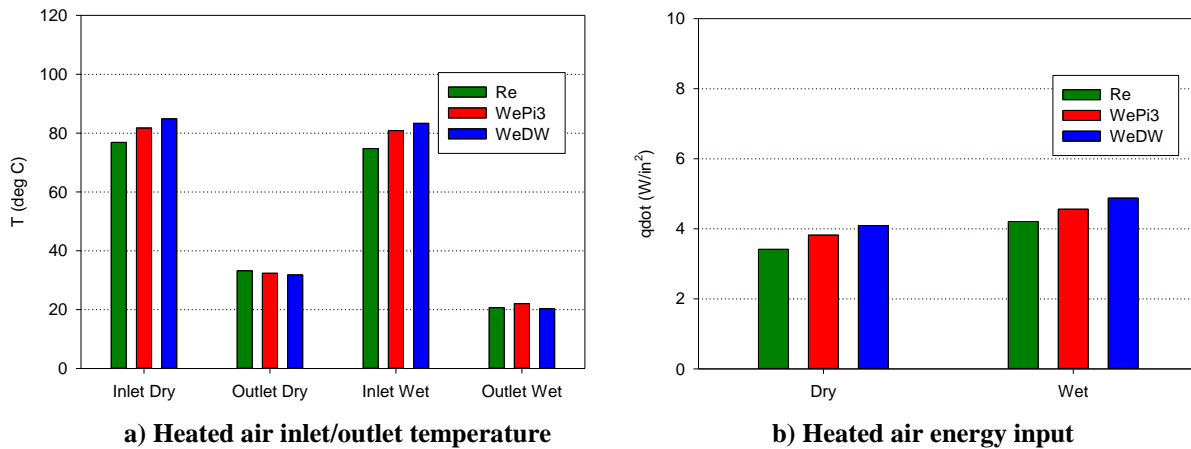 120
100
80
60
40
20
0
T (deg C)
Re
WePi3
WeDW
Inlet Dry Outlet Dry Inlet Wet Outlet Wet
a) Heated air inlet/outlet temperature
10
8
6
4
2
0
qdot (W/in²)
Re
WePi3
WeDW
Dry Wet
b) Heated air energy input